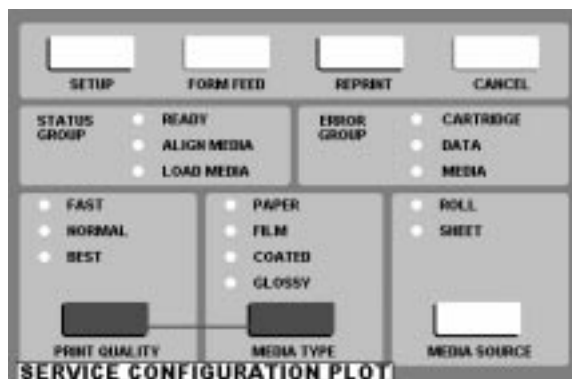 SETUP FORM FEED REPRINT CANCEL
STATUS GROUP
READY
ALIGN MEDIA
LOAD MEDIA
ERROR GROUP
CARTRIDGE
DATA
MEDIA
FAST
NORMAL
BEST
PRINT QUALITY
PAPER
FILM
COATED
GLOSSY
MEDIA TYPE
ROLL
SHEET
MEDIA SOURCE
SERVICE CONFIGURATION PLOT